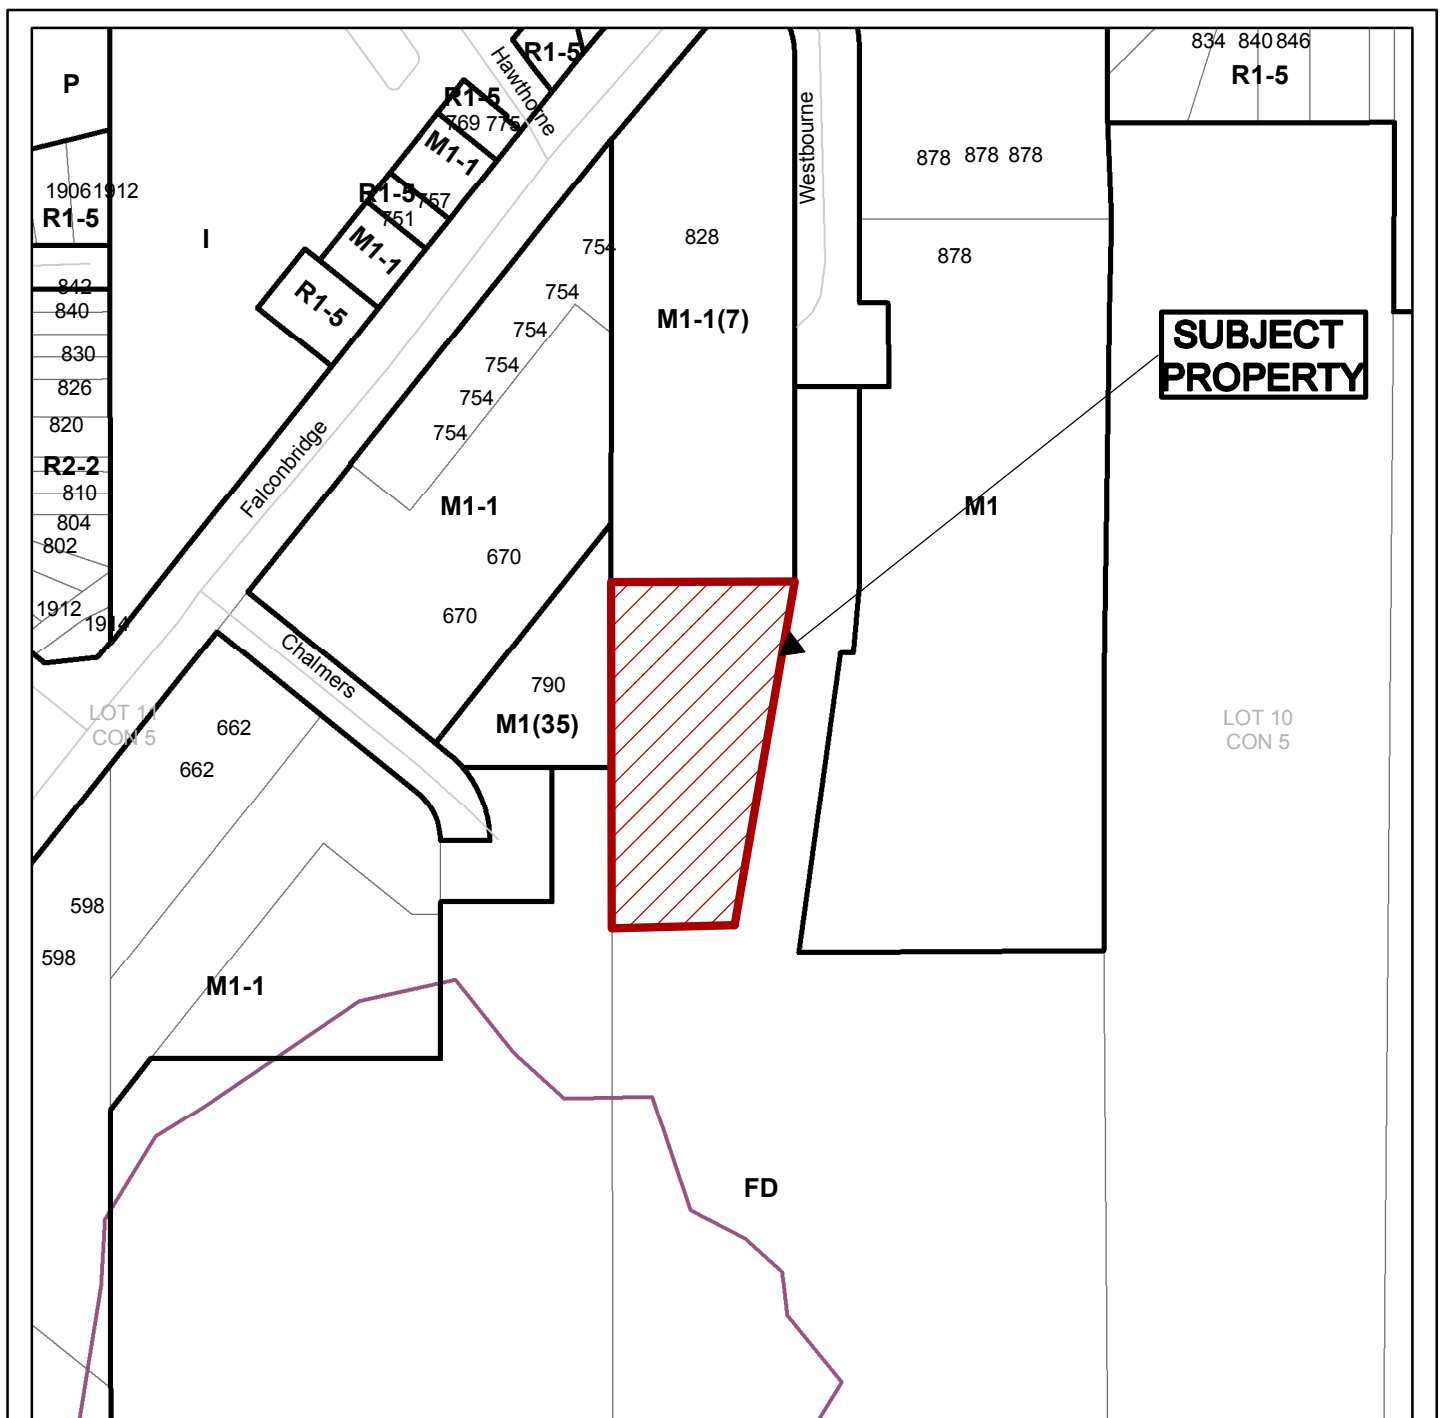 834 840 846
R1-5
R1-5
Hawthorne
P
R1-5
769 775
M1-1
Westbourne
878 878 878
1906 1912
R1-5
R1-5
757
751
M1-1
I
754
828
878
842
840
R1-5
754
M1-1(7)
754
SUBJECT
PROPERTY
830
754
826
754
820
754
Falconbridge
R2-2
810
M1-1
M1
804
802
670
1912
670
1914
Chalmers
790
LOT 11
CON 5
662
M1(35)
LOT 10
CON 5
662
598
598
M1-1
FD